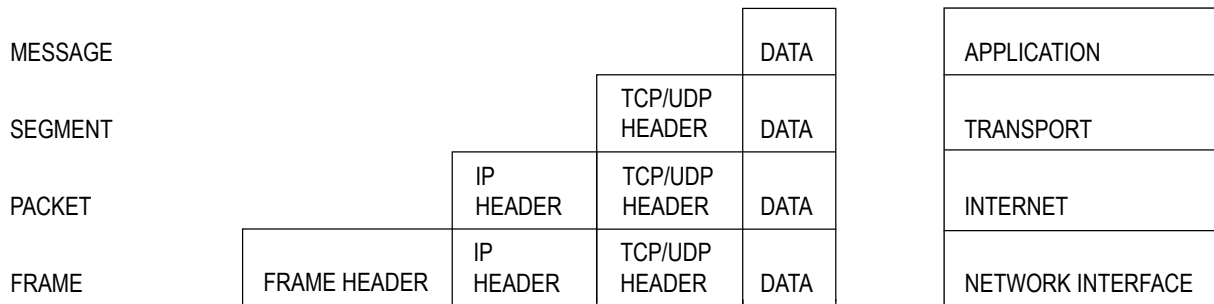 MESSAGE DATA APPLICATION
TCP/UDP
SEGMENT HEADER DATA TRANSPORT
IP TCP/UDP
PACKET HEADER HEADER DATA INTERNET
IP TCP/UDP
FRAME FRAME HEADER HEADER HEADER DATA NETWORK INTERFACE